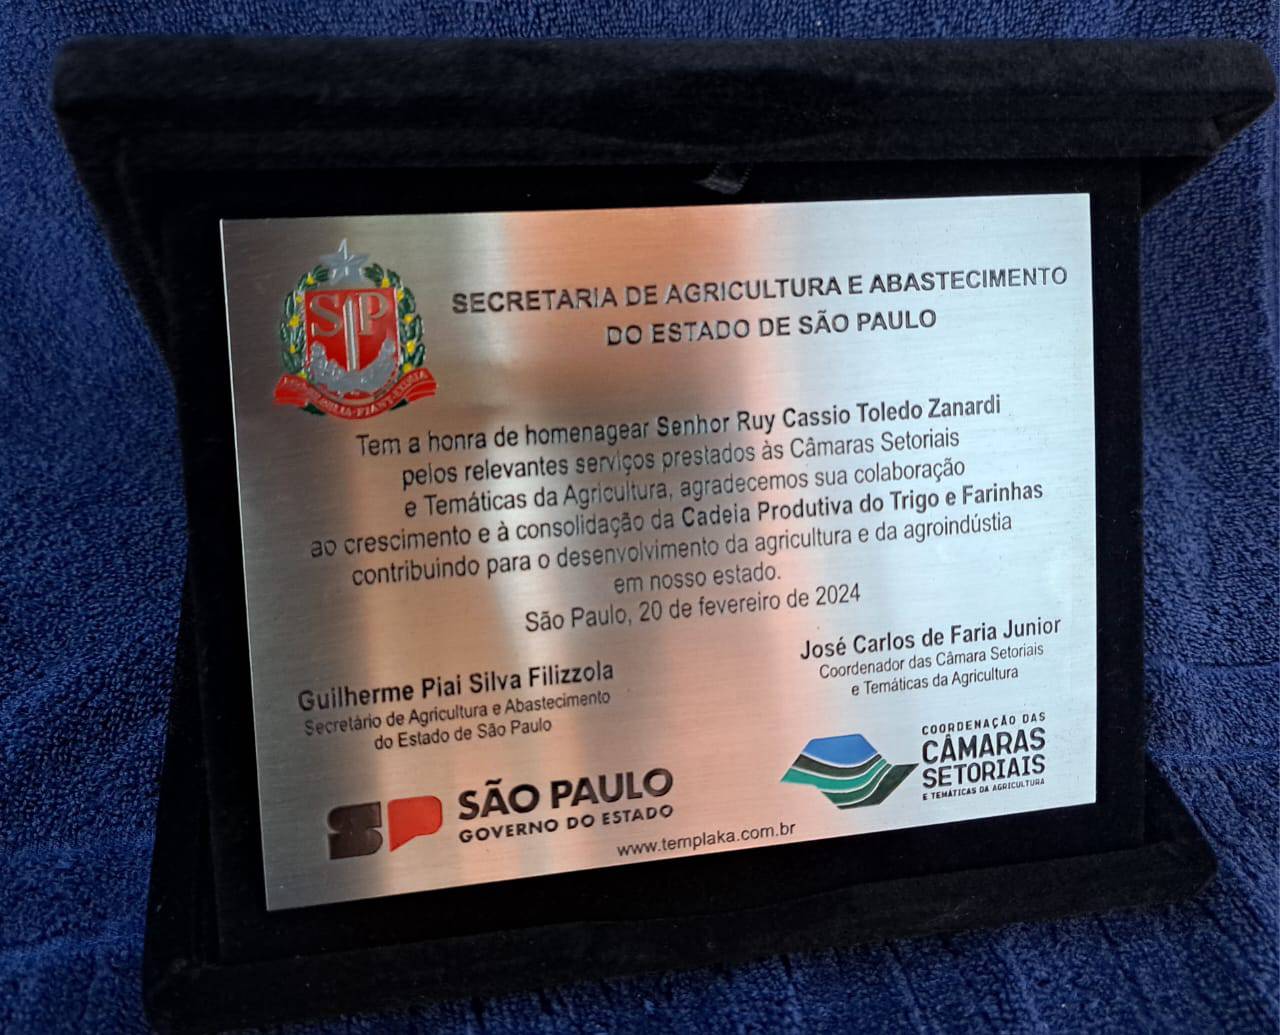 SP
SECRETARIA DE AGRICULTURA E ABASTECIMENTO
DO ESTADO DE SÃO PAULO
Tem a honra de homenagear Senhor Ruy Cassio Toledo Zanardi
pelos relevantes serviços prestados às Câmaras Setoriais
e Temáticas da Agricultura, agradecemos sua colaboração
ao crescimento e à consolidação da Cadeia Produtiva do Trigo e Farinhas
contribuindo para o desenvolvimento da agricultura e da agroindústia
em nosso estado.
São Paulo, 20 de fevereiro de 2024
Guilherme Piai Silva Filizzola
Secretário de Agricultura e Abastecimento
do Estado de São Paulo
José Carlos de Faria Junior
Coordenador das Câmara Setoriais
e Temáticas da Agricultura
SP
SÃO PAULO
GOVERNO DO ESTADO
COORDENAÇÃO DAS
CÂMARAS
SETORIAIS
E TEMÁTICAS DA AGRICULTURA
www.templaka.com.br